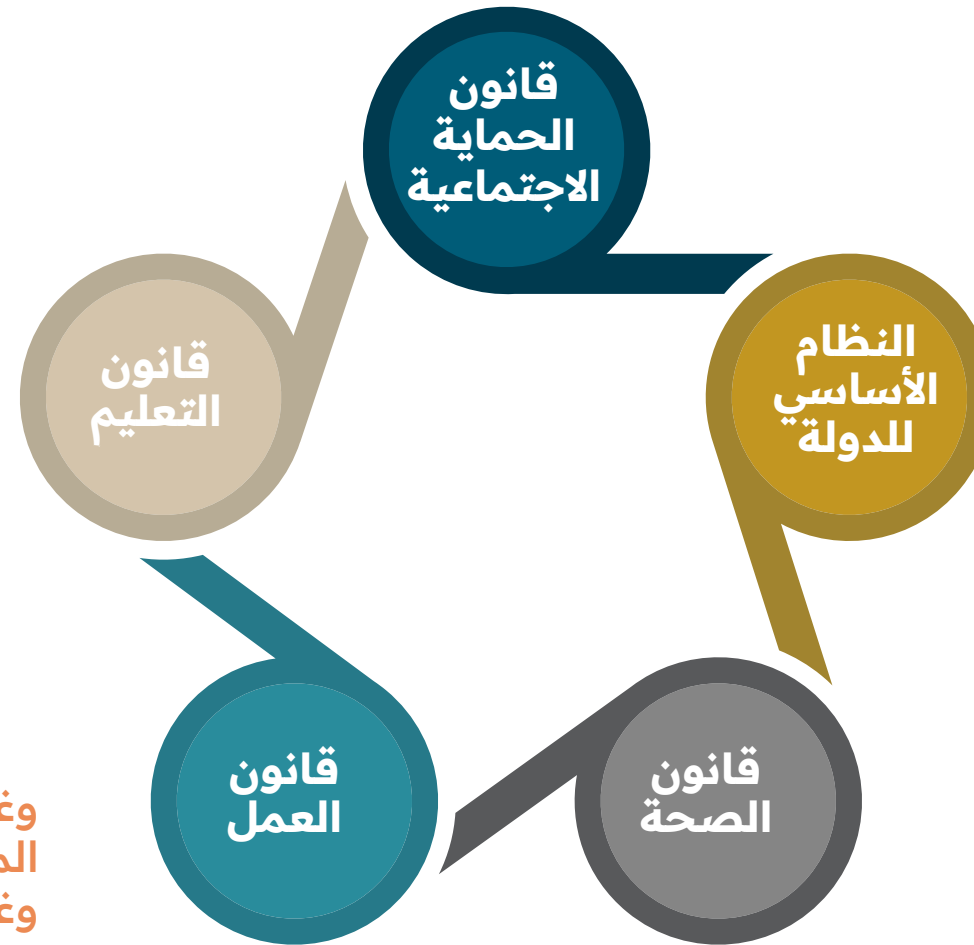 قانون
الحماية
الاجتماعية
النظام
الأساسي
للدولة
قانون
التعليم
قانون
الصحة
قانون
العمل